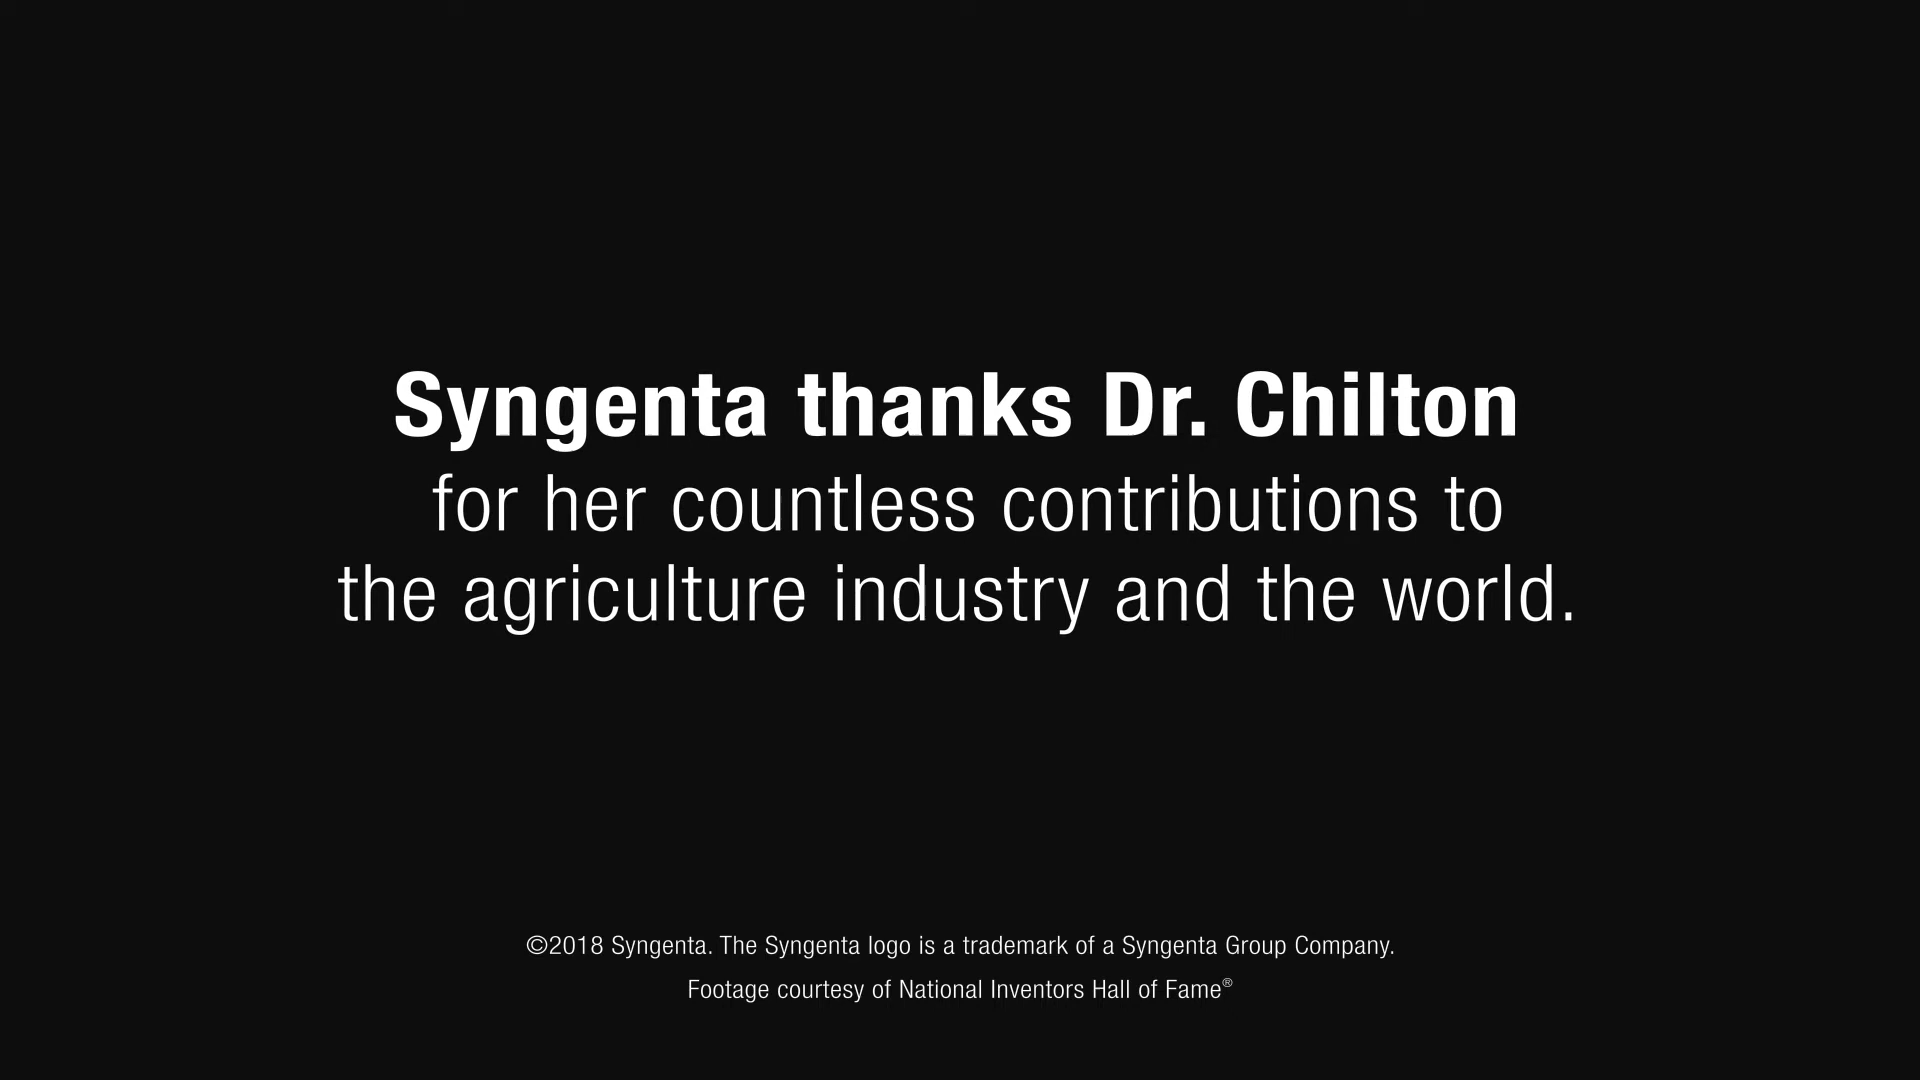 Syngenta thanks Dr. Chilton
for her countless contributions to
the agriculture industry and the world.
©2018 Syngenta. The Syngenta logo is a trademark of a Syngenta Group Company.
Footage courtesy of National Inventors Hall of Fame®